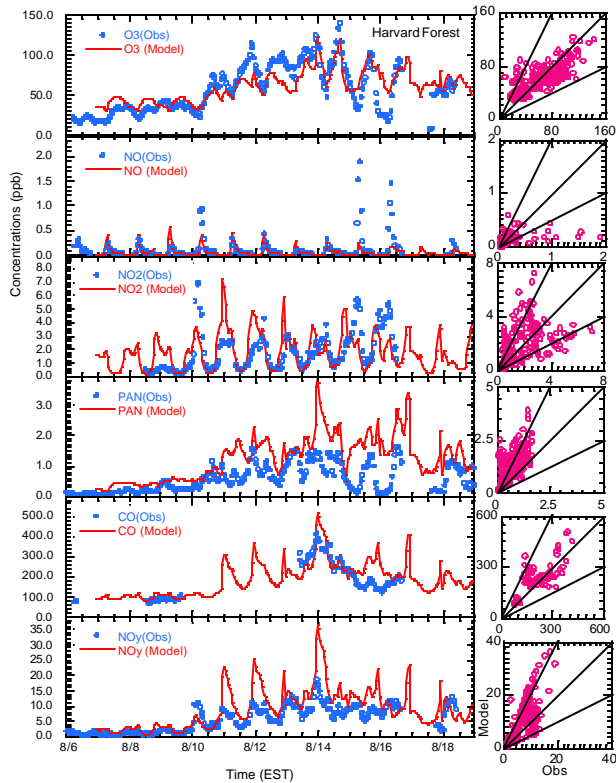 Harvard Forest
Concentrations (ppb)
O3(Obs)
O3 (Model)
150.0
100.0
50.0
0.0
160
80
0
0 80 160
NO(Obs)
NO (Model)
2.0
1.5
1.0
0.5
0.0
2
1
0
0 1 2
NO2(Obs)
NO2 (Model)
8.0
7.0
6.0
5.0
4.0
3.0
2.0
1.0
0.0
8
4
0
0 4 8
PAN(Obs)
PAN (Model)
3.0
2.0
1.0
0.0
5
2.5
0
0 2.5 5
CO(Obs)
CO (Model)
500.0
400.0
300.0
200.0
100.0
0.0
600
300
0
0 300 600
NOy(Obs)
NOy (Model)
35.0
30.0
25.0
20.0
15.0
10.0
5.0
0.0
8/6 8/8 8/10 8/12 8/14 8/16 8/18
Time (EST)
40
20
0
0 20 40
Model
Obs